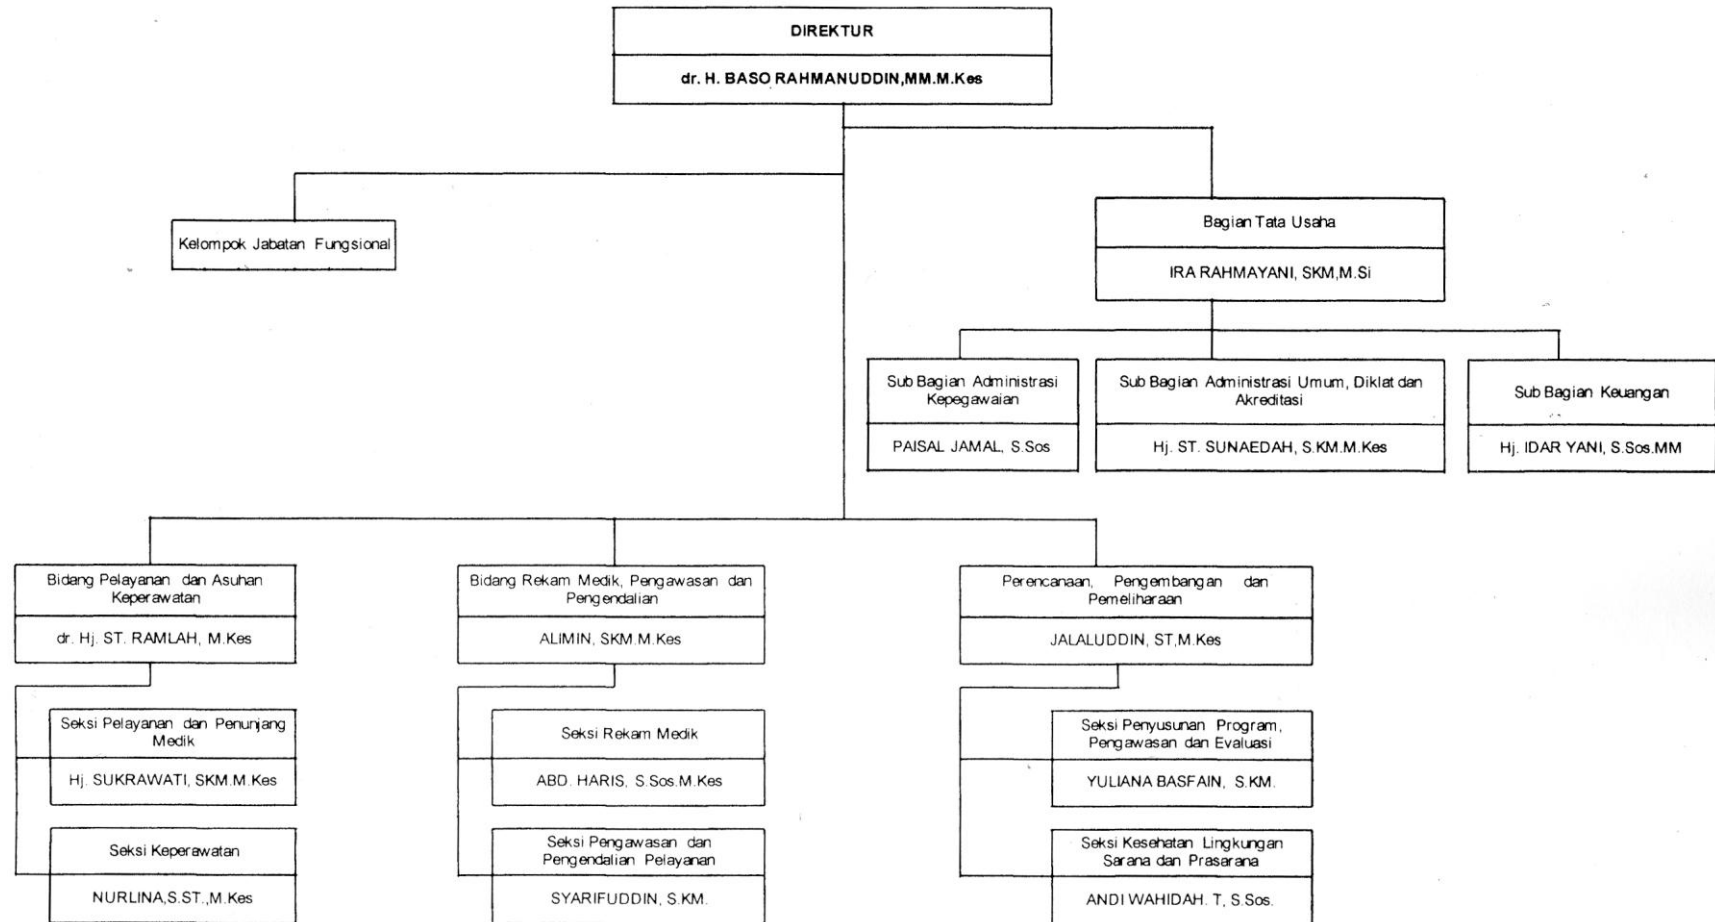 DIREKTUR
dr. H. BASO RAHMANUDDIN,MM.M.Kes
Kelompok Jabatan Fungsional
Bagian Tata Usaha
IRA RAHMAYANI, SKM,M.Si
Sub Bagian Administrasi
Kepegawaian
PAISAL JAMAL, S.Sos
Sub Bagian Administrasi Umum, Diklat dan
Akreditasi
Hj. ST. SUNAEDAH, S.KM.M.Kes
Sub Bagian Keuangan
Hj. IDAR YANI, S.Sos.MM
Bidang Pelayanan dan Asuhan
Keperawatan
dr. Hj. ST. RAMLAH, M.Kes
Seksi Pelayanan dan Penunjang
Medik
Hj. SUKRAWATI, SKM.M.Kes
Seksi Keperawatan
NURLINA,S.ST.,M.Kes
Bidang Rekam Medik, Pengawasan dan
Pengendalian
ALIMIN, SKM.M.Kes
Seksi Rekam Medik
ABD. HARIS, S.Sos.M.Kes
Seksi Pengawasan dan
Pengendalian Pelayanan
SYARIFUDDIN, S.KM.
Perencanaan, Pengembangan dan
Pemeliharaan
JALALUDDIN, ST,M.Kes
Seksi Penyusunan Program,
Pengawasan dan Evaluasi
YULIANA BASFAIN, S.KM.
Seksi Kesehatan Lingkungan
Sarana dan Prasarana
ANDI WAHIDAH. T, S.Sos.